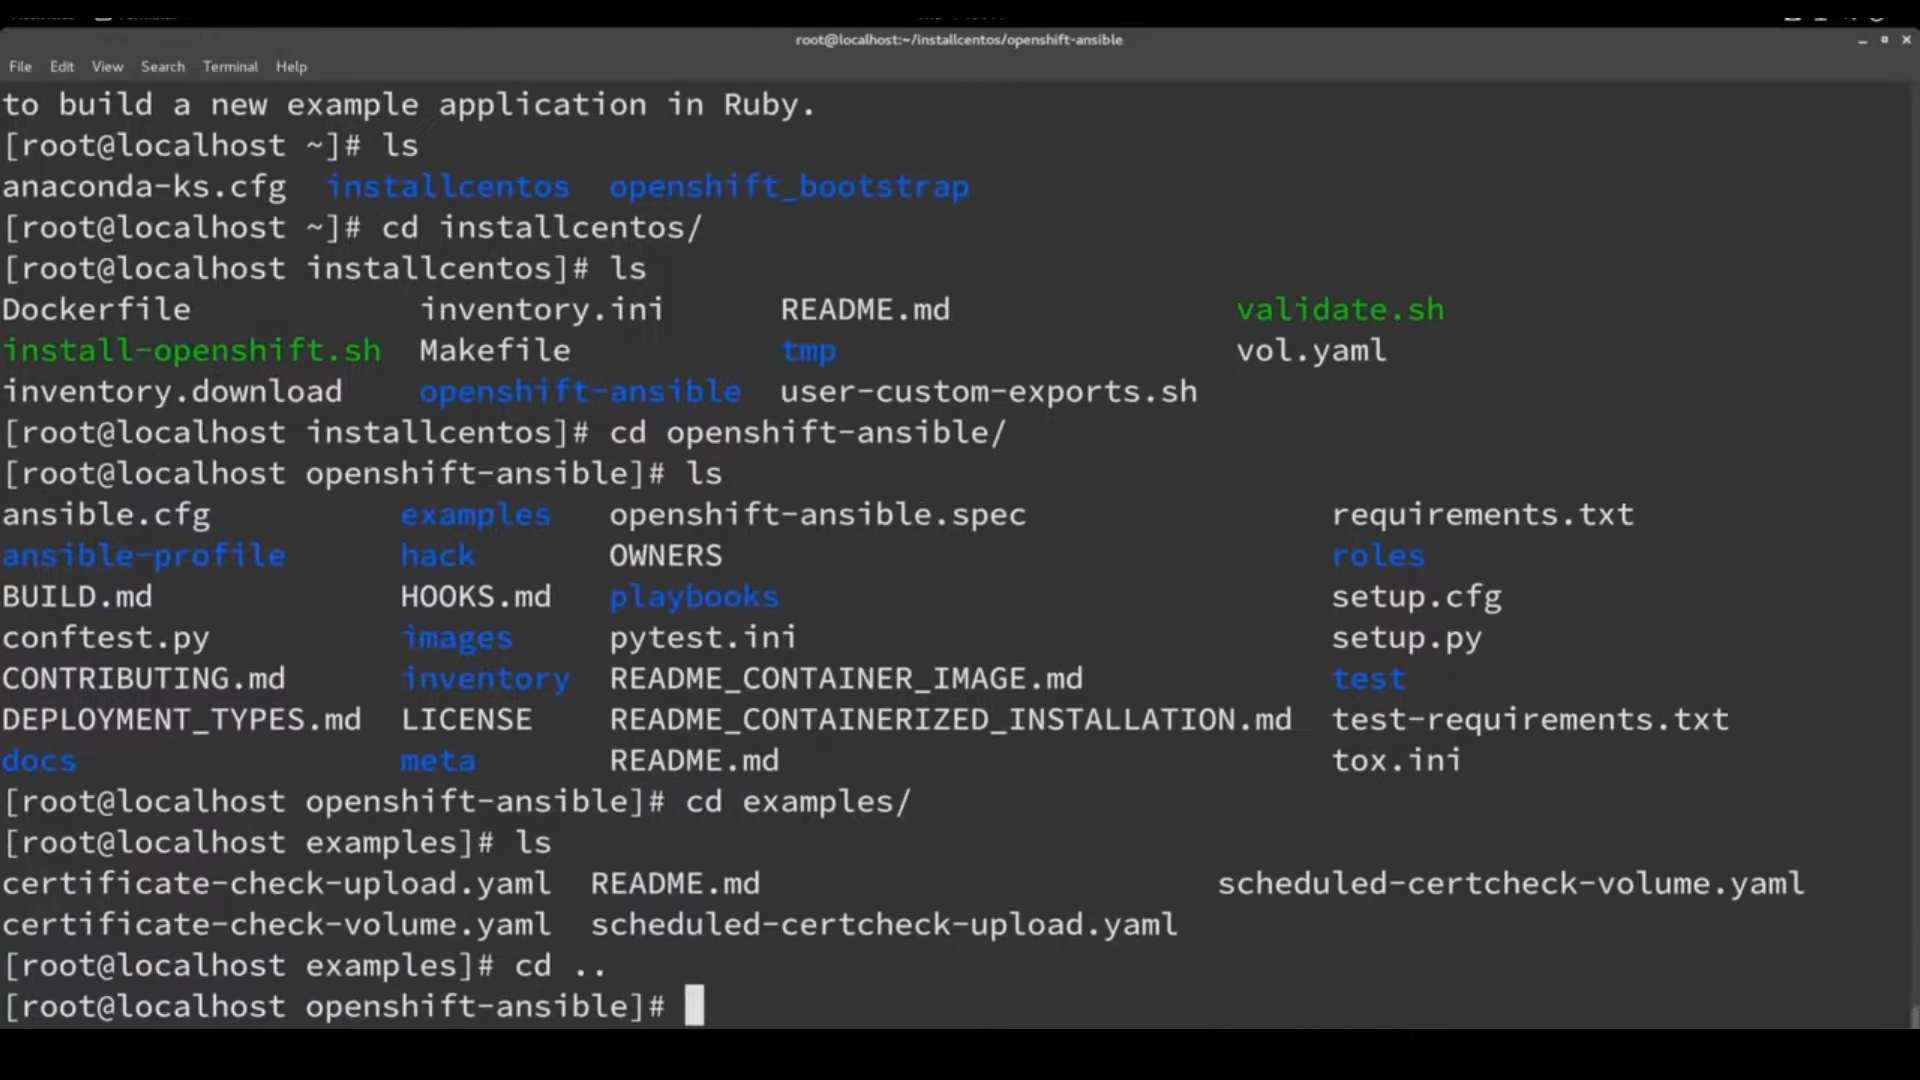 root@localhost:~/installcentos/openshift-ansible
File Edit View Search Terminal Help
to build a new example application in Ruby.
[root@localhost ~]# ls
anaconda-ks.cfg installcentos openshift_bootstrap
[root@localhost ~]# cd installcentos/
[root@localhost installcentos]# ls
Dockerfile inventory.ini README.md validate.sh
install-openshift.sh Makefile tmp vol.yaml
inventory.download openshift-ansible user-custom-exports.sh
[root@localhost installcentos]# cd openshift-ansible/
[root@localhost openshift-ansible]# ls
ansible.cfg examples openshift-ansible.spec requirements.txt
ansible-profile hack OWNERS roles
BUILD.md HOOKS.md playbooks setup.cfg
conftest.py images pytest.ini setup.py
CONTRIBUTING.md inventory README_CONTAINER_IMAGE.md test
DEPLOYMENT_TYPES.md LICENSE README_CONTAINERIZED_INSTALLATION.md test-requirements.txt
docs meta README.md tox.ini
[root@localhost openshift-ansible]# cd examples/
[root@localhost examples]# ls
certificate-check-upload.yaml README.md scheduled-certcheck-volume.yaml
certificate-check-volume.yaml scheduled-certcheck-upload.yaml
[root@localhost examples]# cd ..
[root@localhost openshift-ansible]#